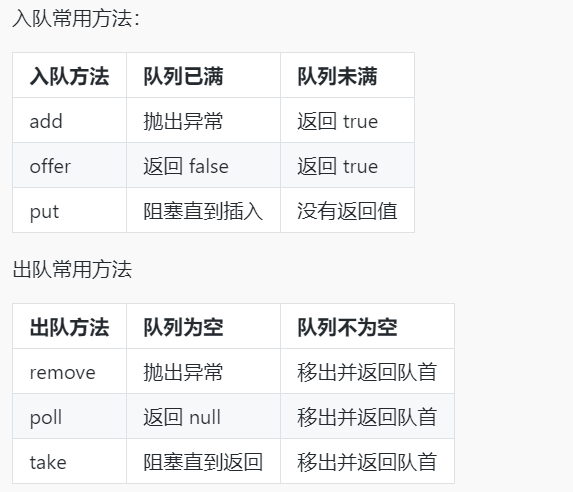 入队常用方法：
入队方法 队列已满 队列未满
add 抛出异常 返回 true
offer 返回 false 返回 true
put 阻塞直到插入 没有返回值
出队常用方法
出队方法 队列为空 队列不为空
remove 抛出异常 移出并返回队首
poll 返回 null 移出并返回队首
take 阻塞直到返回 移出并返回队首